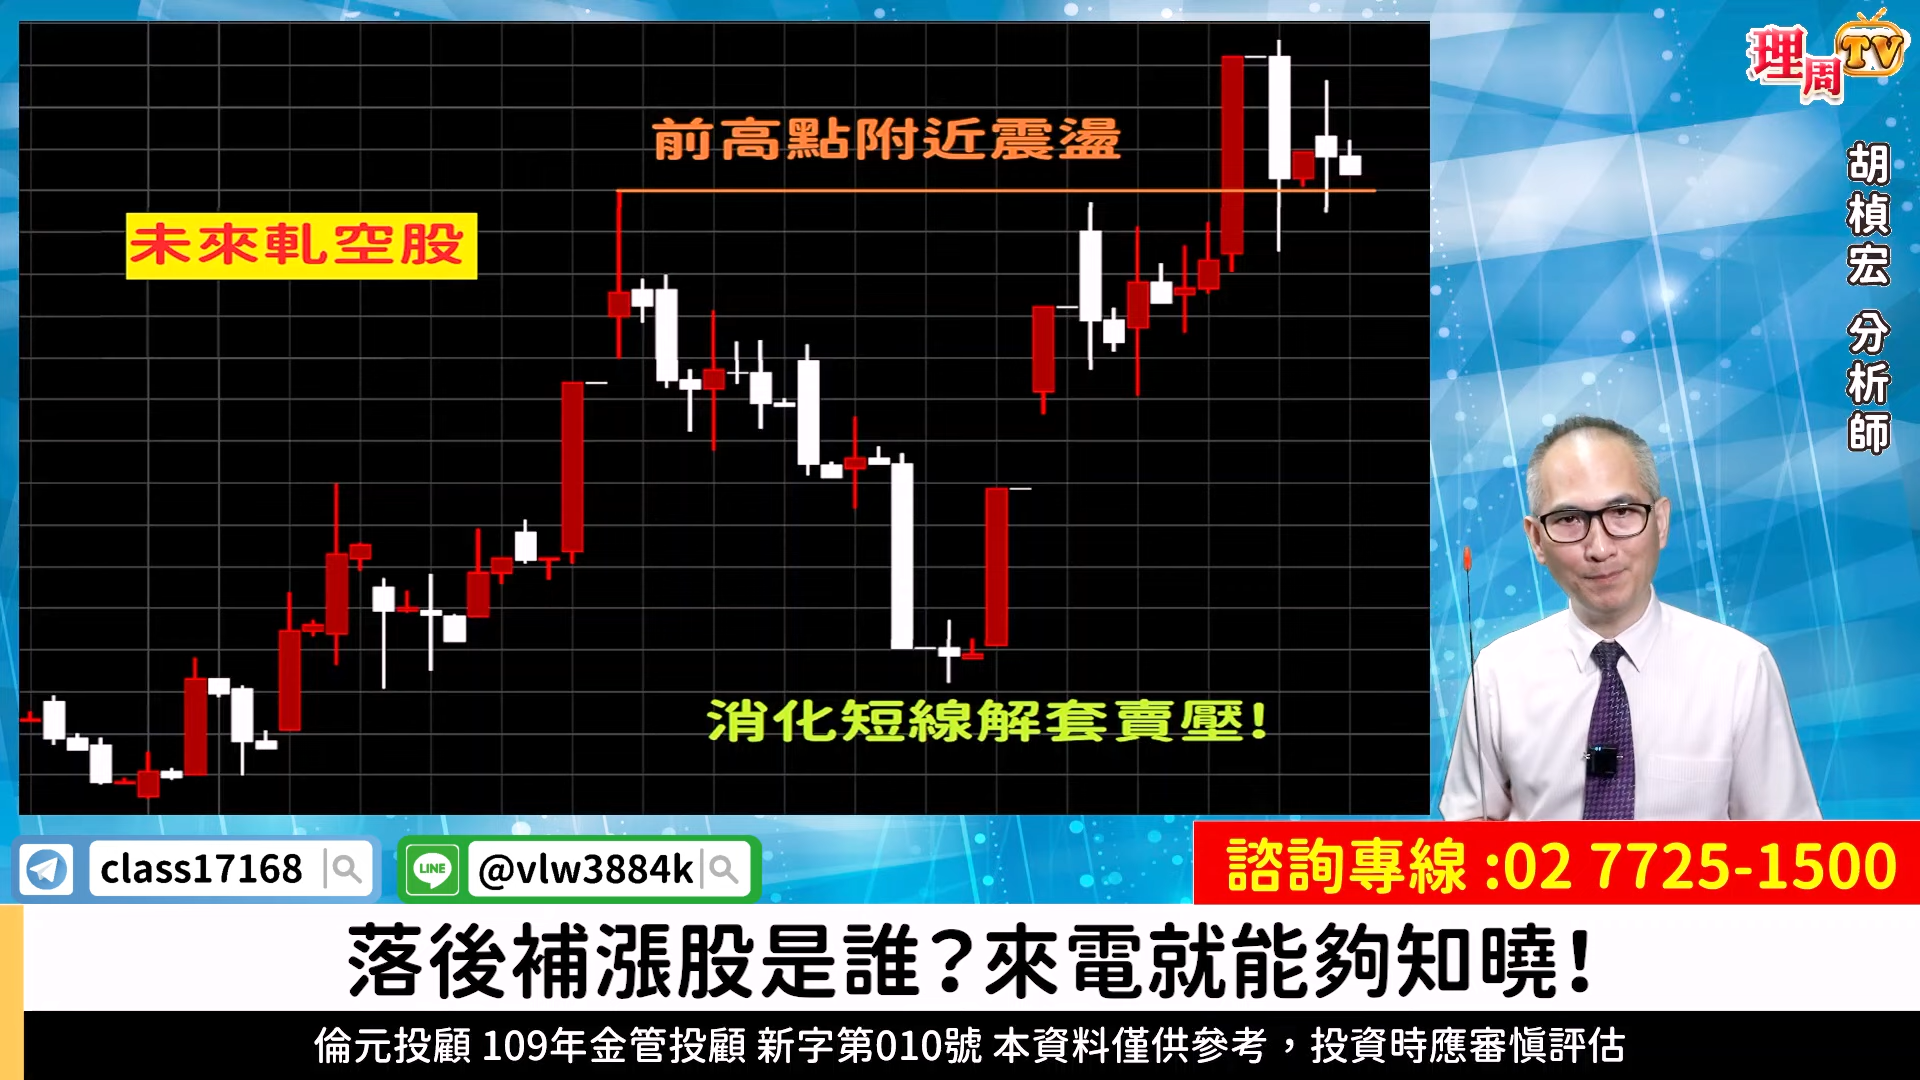 理周TV
胡楨宏 分析師
前高點附近震盪
未來軋空股
消化短線解套賣壓!
class17168
LINE
@vlw3884k
諮詢專線:02 7725-1500
落後補漲股是誰?來電就能夠知曉!
倫元投顧 109年金管投顧 新字第010號 本資料僅供參考,投資時應審慎評估